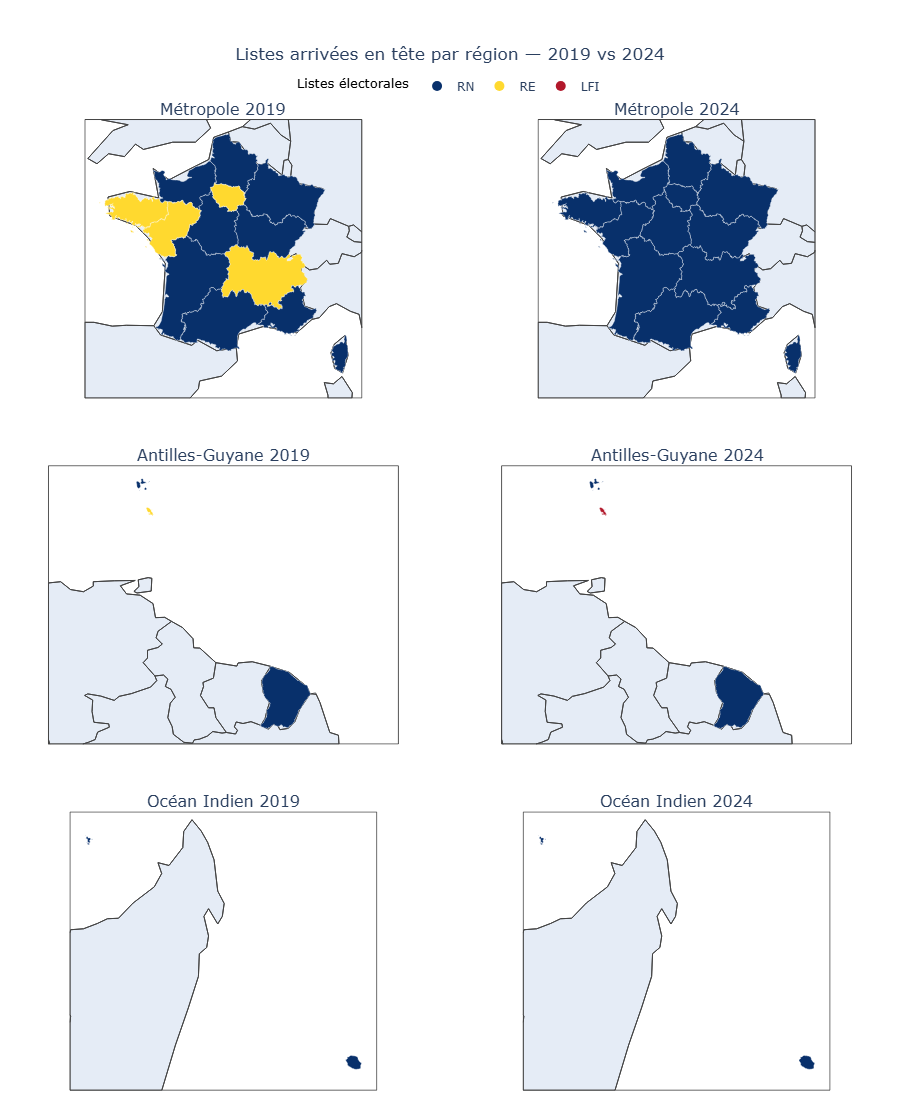 Listes arrivées en tête par région — 2019 vs 2024
Listes électorales RN RE LFI
Métropole 2019 Métropole 2024
Antilles-Guyane 2019 Antilles-Guyane 2024
Océan Indien 2019 Océan Indien 2024